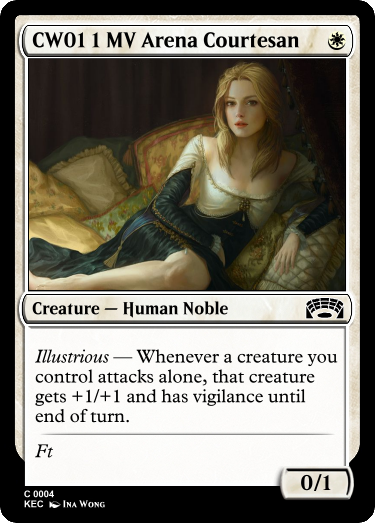 CW01 1 MV Arena Courtesan
Creature — Human Noble
Illustrious — Whenever a creature you
control attacks alone, that creature
gets +1/+1 and has vigilance until
end of turn.
Ft
0/1
C 0004
KEC Ina Wong